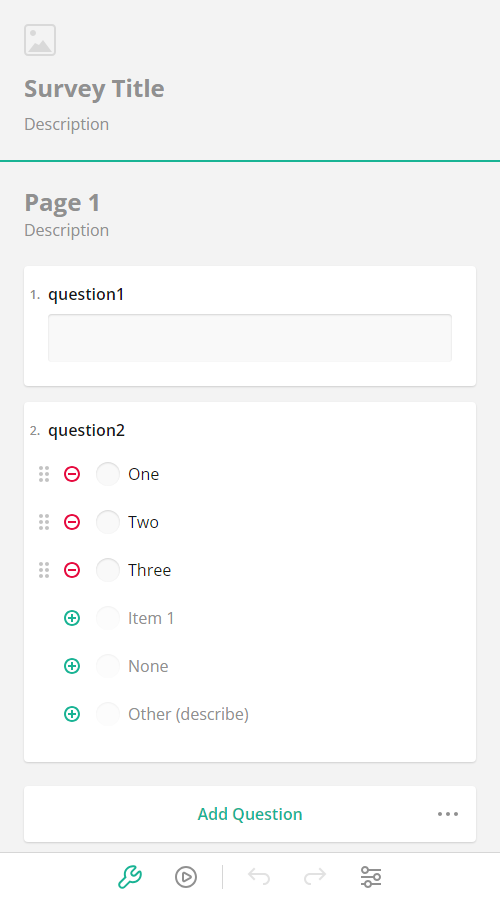 Survey Title
Description
Page 1
Description
1. question1
2. question2
One
Two
Three
Item 1
None
Other (describe)
Add Question